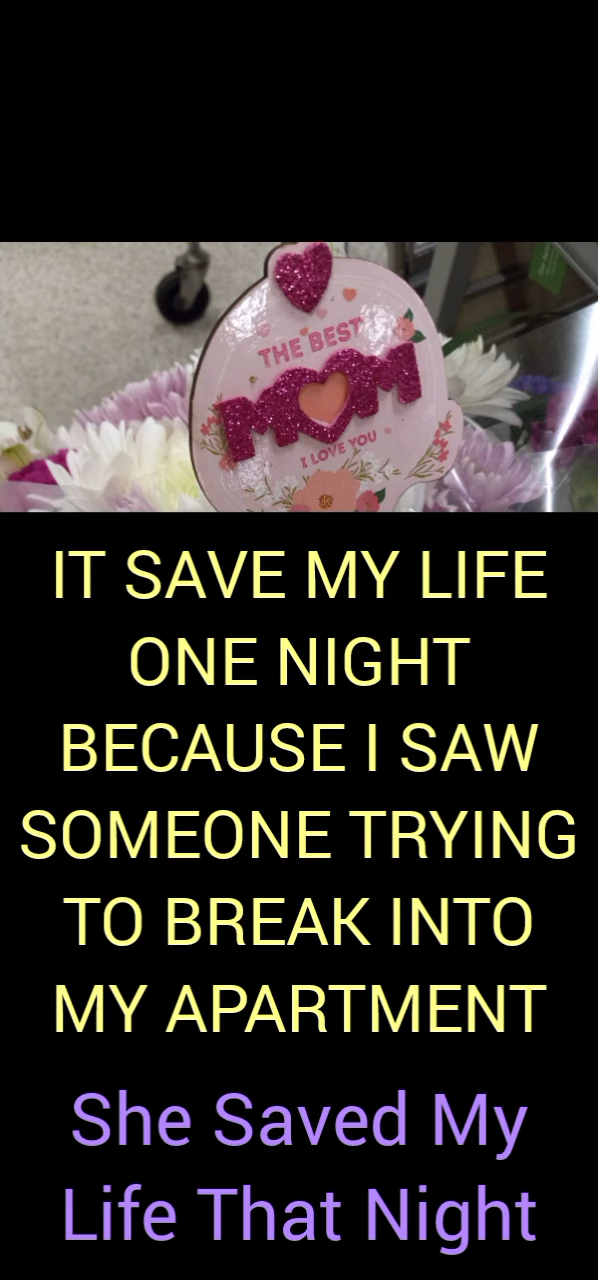 THE BEST
MOM
I LOVE YOU
IT SAVE MY LIFE
ONE NIGHT
BECAUSE I SAW
SOMEONE TRYING
TO BREAK INTO
MY APARTMENT
She Saved My
Life That Night